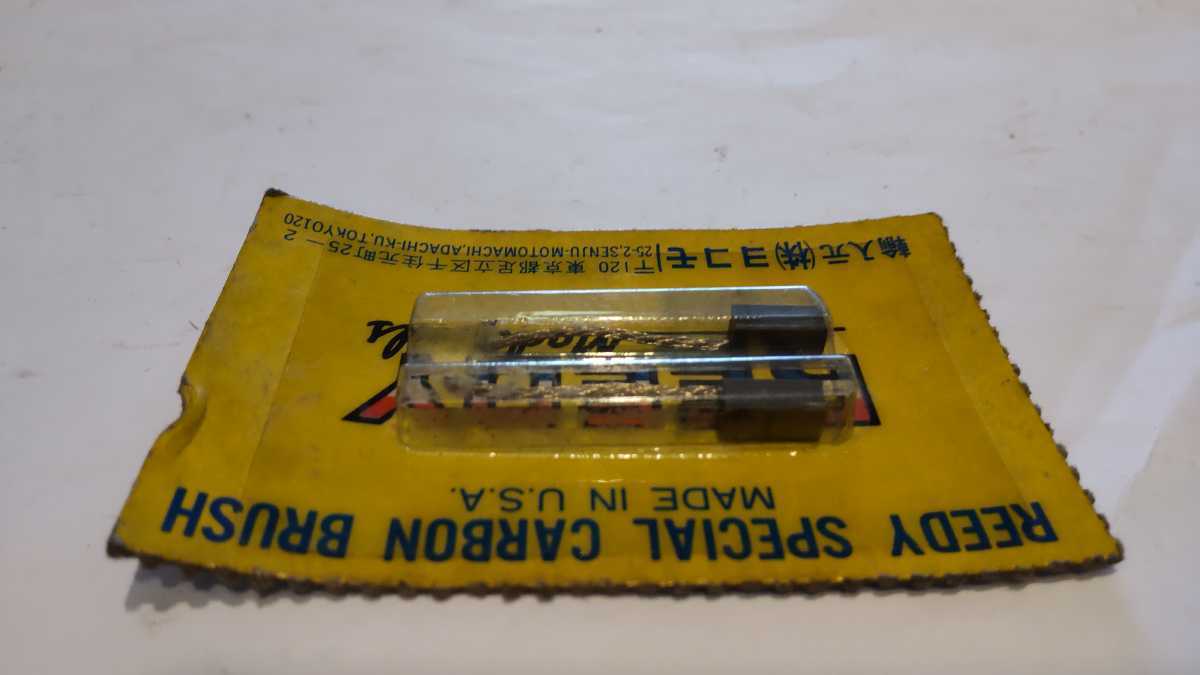 REEDY SPECIAL CARBON BRUSH
MADE IN U.S.A.
REEDY
輸入元 (株)ヨコモ
〒120 東京都足立区千住元町25−2
25-2,SENJU-MOTOMACHI,ADACHI-KU,TOKYO120